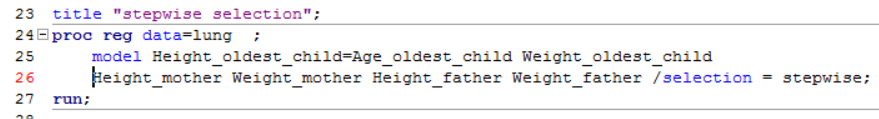 23 title "stepwise selection";
24 proc reg data=lung ;
25 model Height_oldest_child=Age_oldest_child Weight_oldest_child
26 Height_mother Weight_mother Height_father Weight_father /selection = stepwise;
27 run;
28